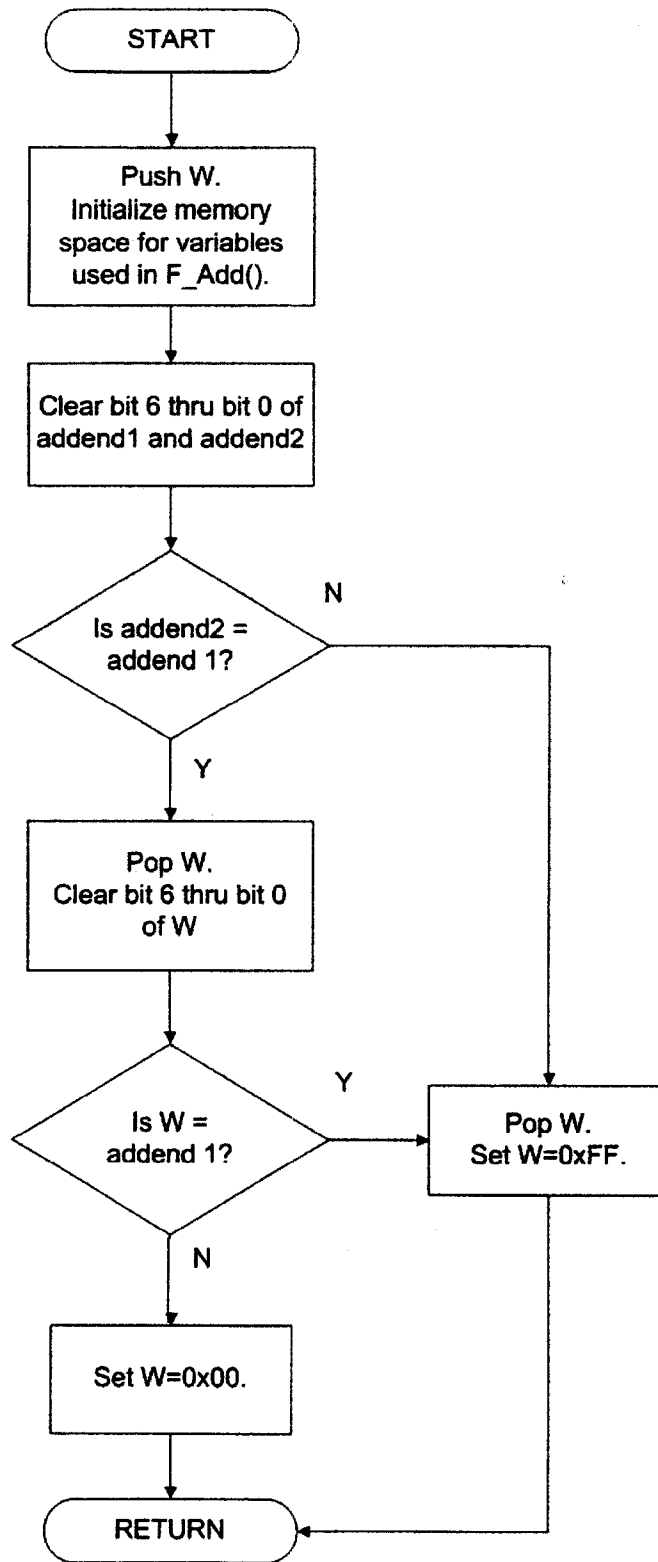 START
Push W.
Initialize memory
space for variables
used in F_Add().
Clear bit 6 thru bit 0 of
addend1 and addend2
N
Is addend2 =
addend 1?
Y
Pop W.
Clear bit 6 thru bit 0
of W
Y
Is W =
addend 1?
Pop W.
Set W=0xFF.
N
Set W=0x00.
RETURN